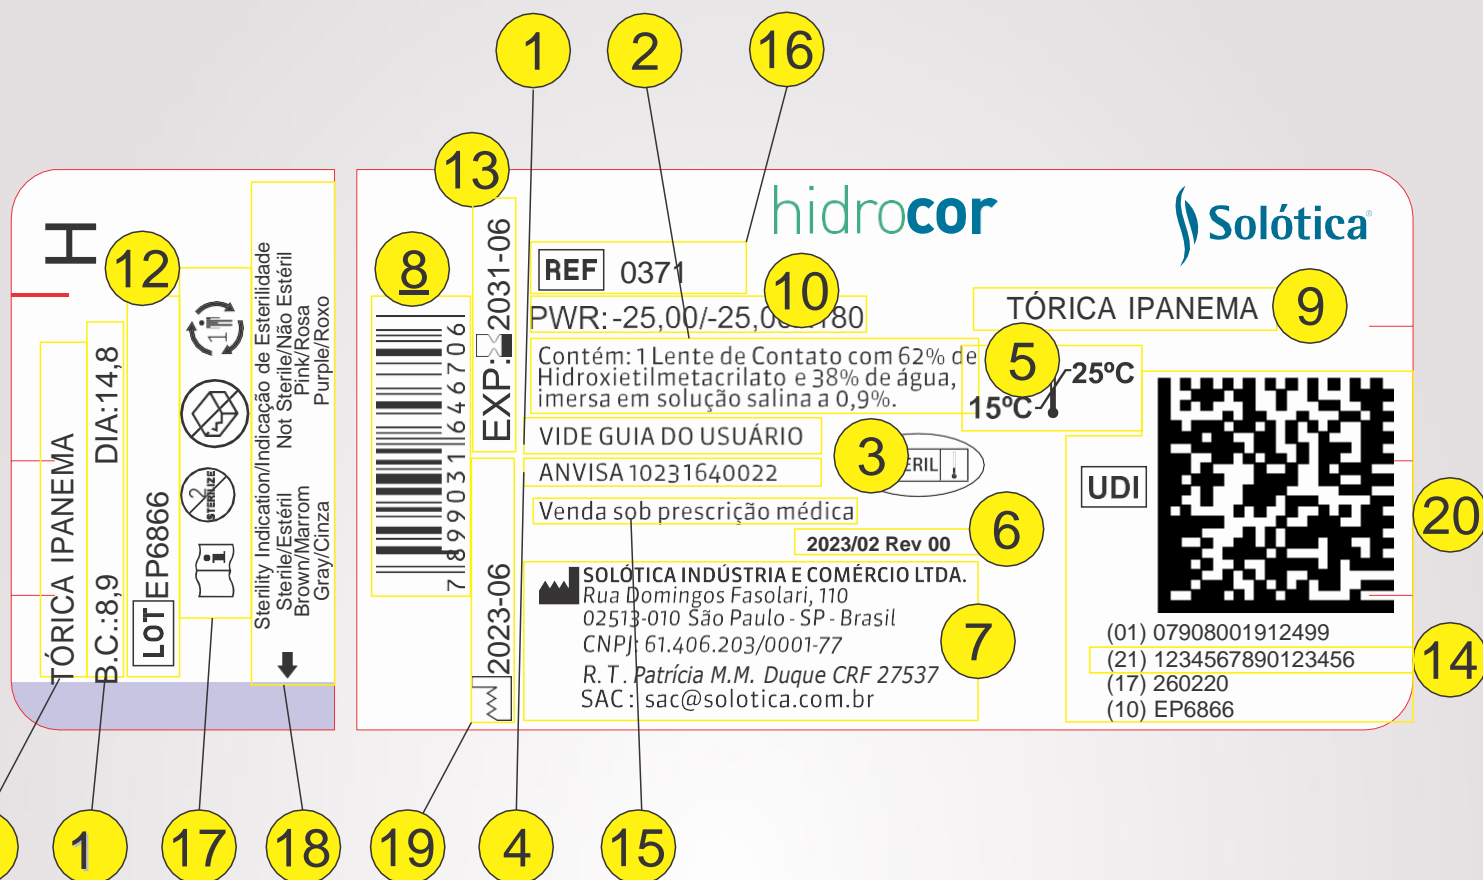 1
2
16
13
12
8
10
9
5
3
6
7
20
14
1
17
18
19
4
15
H
TÓRICA IPANEMA
B.C.:8,9 DIA:14,8
LOT EP6866
1
2
STERILIZE
i
Sterility Indication/Indicação de Esterilidade
Sterile/Estéril Not Sterile/Não Estéril
Brown/Marrom Pink/Rosa
Gray/Cinza Purple/Roxo
7899031646706
EXP: 2031-06
2023-06
hidrocor
Solótica
REF 0371
PWR: -25,00/-25,00 180
Contém: 1 Lente de Contato com 62% de
Hidroxietilmetacrilato e 38% de água,
imersa em solução salina a 0,9%.
VIDE GUIA DO USUÁRIO
ANVISA 10231640022
Venda sob prescrição médica
2023/02 Rev 00
SOLÓTICA INDÚSTRIA E COMÉRCIO LTDA.
Rua Domingos Fasolari, 110
02513-010 São Paulo - SP - Brasil
CNPJ: 61.406.203/0001-77
R. T. Patrícia M.M. Duque CRF 27537
SAC: sac@solotica.com.br
TÓRICA IPANEMA
25ºC
15ºC
ERIL
UDI
(01) 07908001912499
(21) 1234567890123456
(17) 260220
(10) EP6866